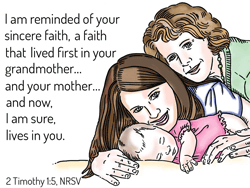 I am reminded of your
sincere faith, a faith
that lived first in your
grandmother...
and your mother...
and now,
I am sure,
lives in you.
2 Timothy 1:5, NRSV